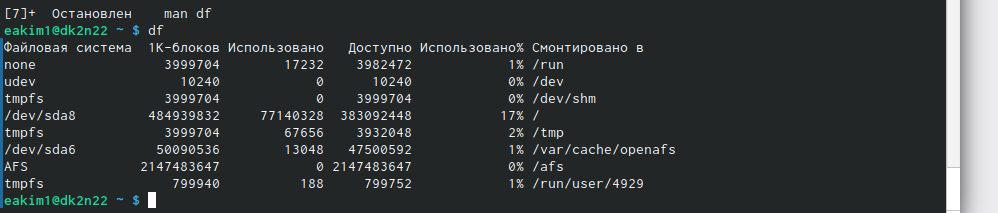 [7]+  Остановлен    man df
eakim1@dk2n22 ~ $ df
Файловая система  1K-блоков Использовано   Доступно Использовано% Смонтировано в
none                3999704        17232    3982472            1% /run
udev                  10240            0      10240            0% /dev
tmpfs               3999704            0    3999704            0% /dev/shm
/dev/sda8         484939832     77140328  383092448           17% /
tmpfs               3999704        67656    3932048            2% /tmp
/dev/sda6          50090536        13048   47500592            1% /var/cache/openafs
AFS              2147483647            0 2147483647            0% /afs
tmpfs                799940          188     799752            1% /run/user/4929
eakim1@dk2n22 ~ $